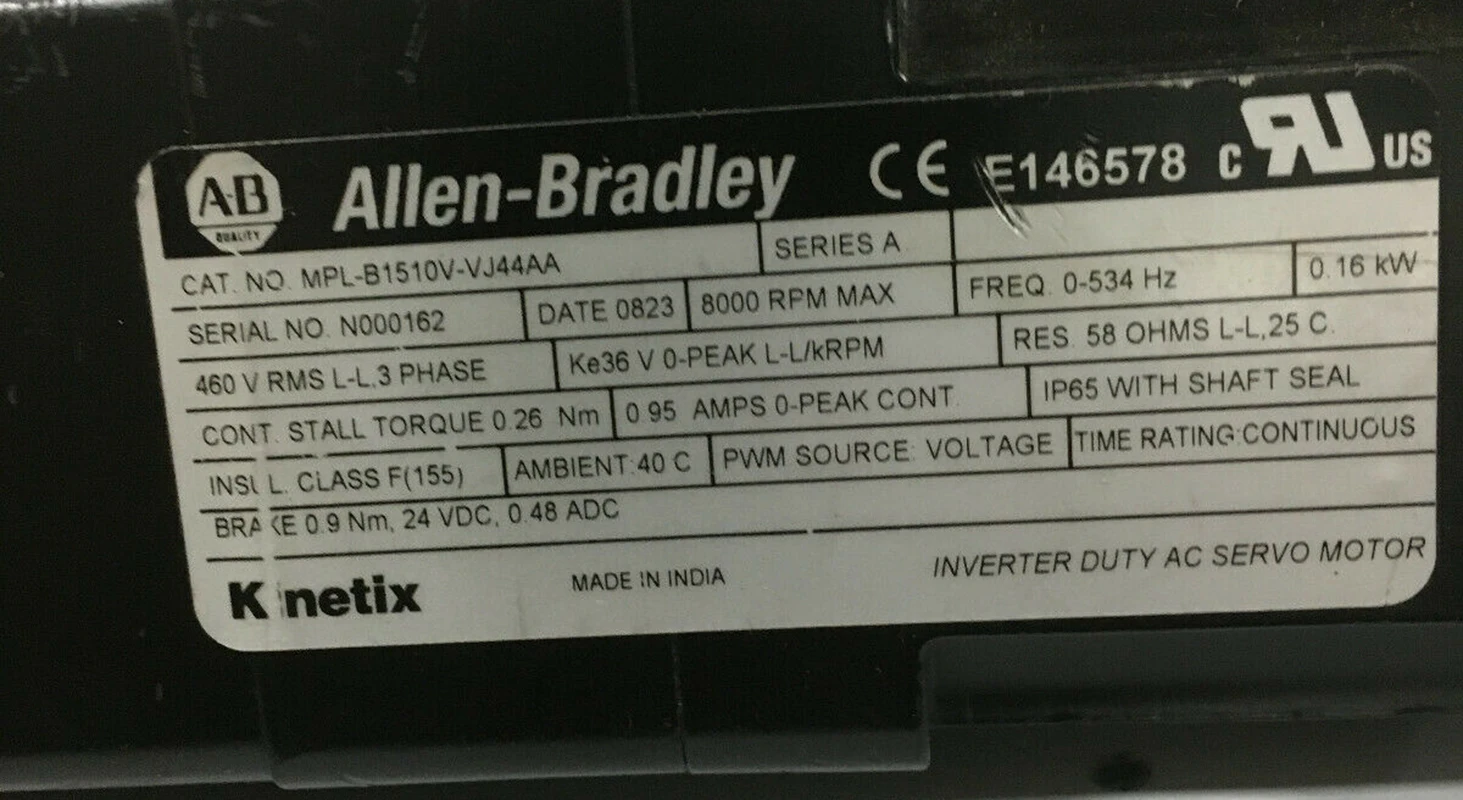 A-B QUALITY Allen-Bradley CE E146578 C RU US
CAT. NO. MPL-B1510V-VJ44AA SERIES A
SERIAL NO. N000162 DATE 0823 8000 RPM MAX FREQ. 0-534 Hz 0.16 kW
460 V RMS L-L,3 PHASE Ke36 V 0-PEAK L-L/kRPM RES. 58 OHMS L-L,25 C.
CONT. STALL TORQUE 0.26 Nm 0.95 AMPS 0-PEAK CONT. IP65 WITH SHAFT SEAL
INSUL. CLASS F(155) AMBIENT:40 C PWM SOURCE: VOLTAGE TIME RATING:CONTINUOUS
BRAKE 0.9 Nm, 24 VDC, 0.48 ADC
Kinetix MADE IN INDIA INVERTER DUTY AC SERVO MOTOR